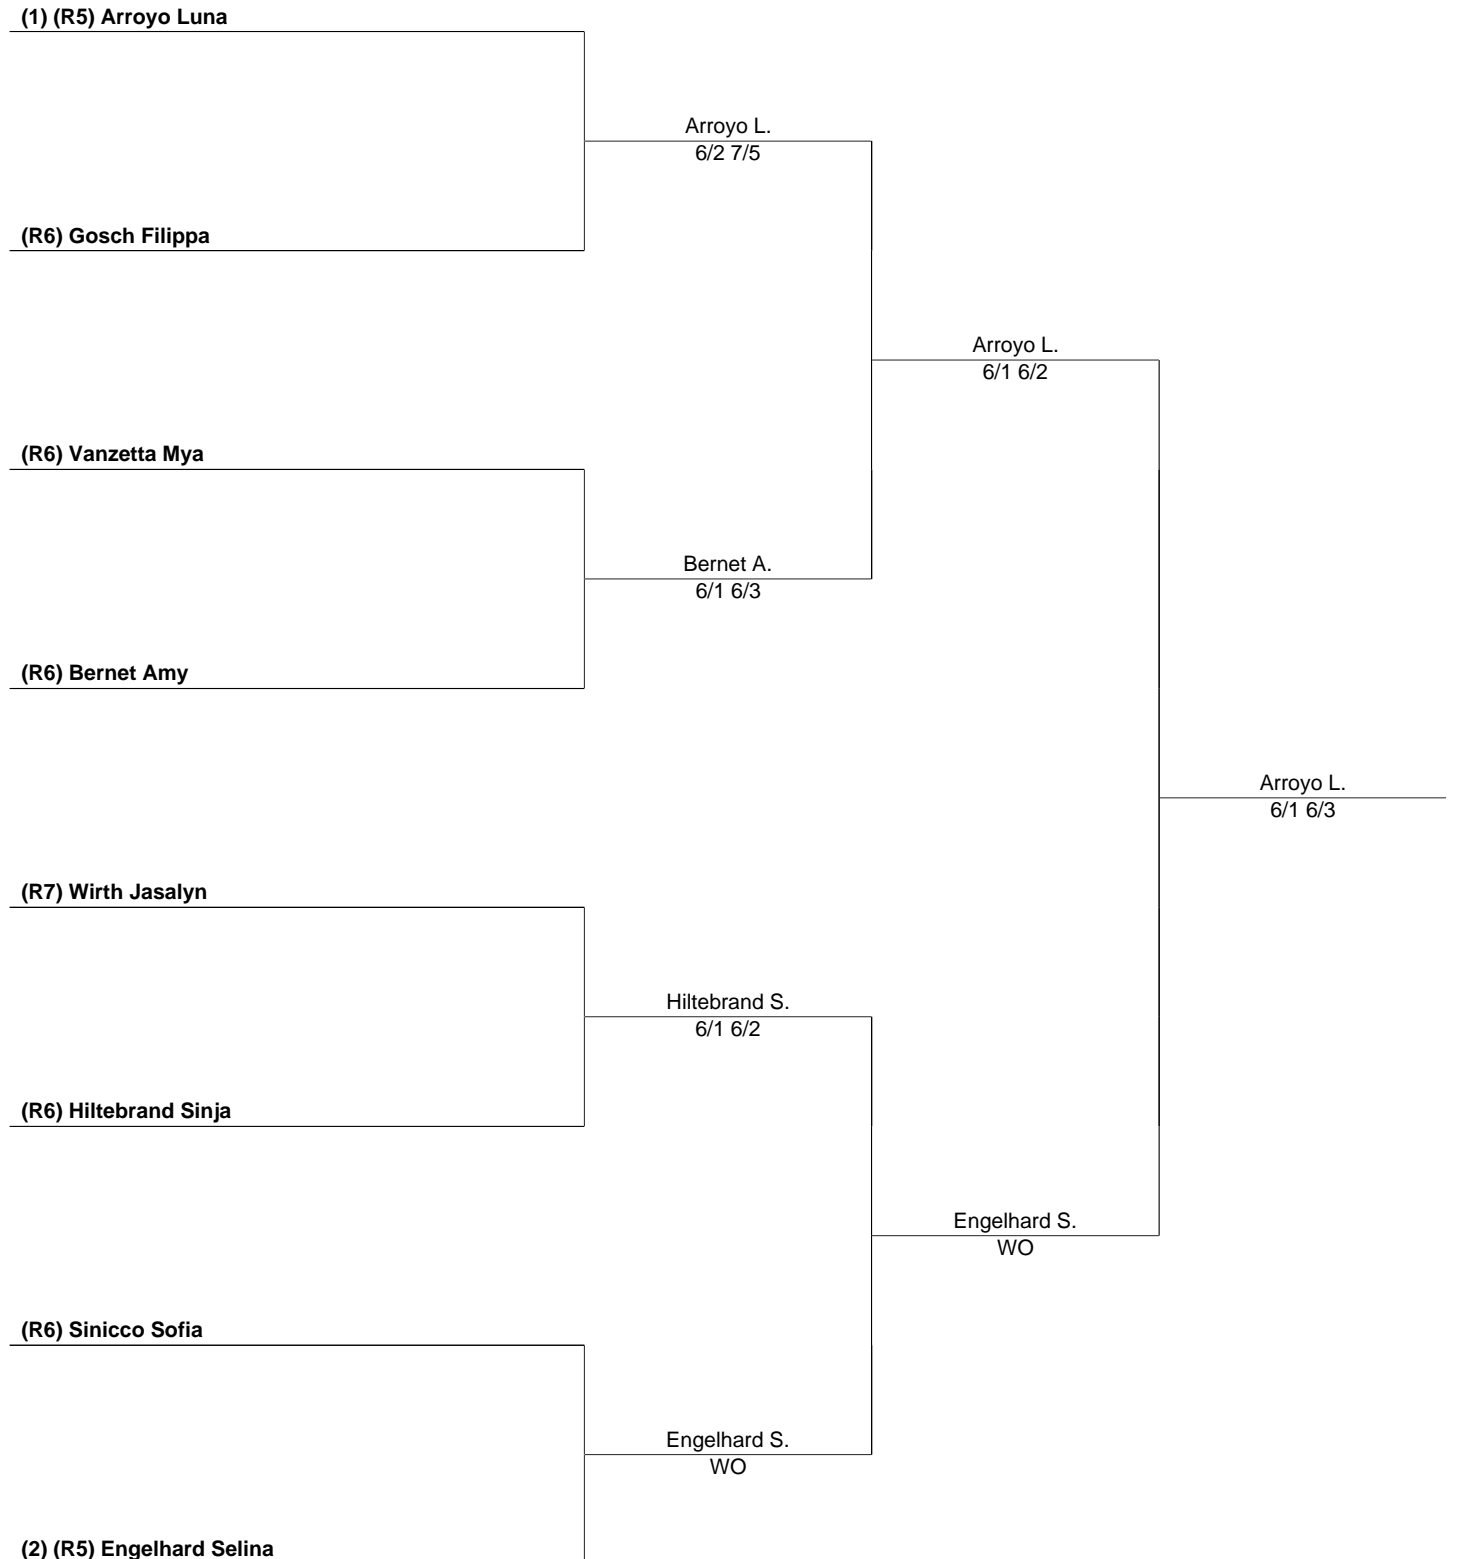 (1) (R5) Arroyo Luna
Arroyo L.
6/2 7/5
(R6) Gosch Filippa
Arroyo L.
6/1 6/2
(R6) Vanzetta Mya
Bernet A.
6/1 6/3
(R6) Bernet Amy
Arroyo L.
6/1 6/3
(R7) Wirth Jasalyn
Hiltebrand S.
6/1 6/2
(R6) Hiltebrand Sinja
Engelhard S.
WO
(R6) Sinicco Sofia
Engelhard S.
WO
(2) (R5) Engelhard Selina